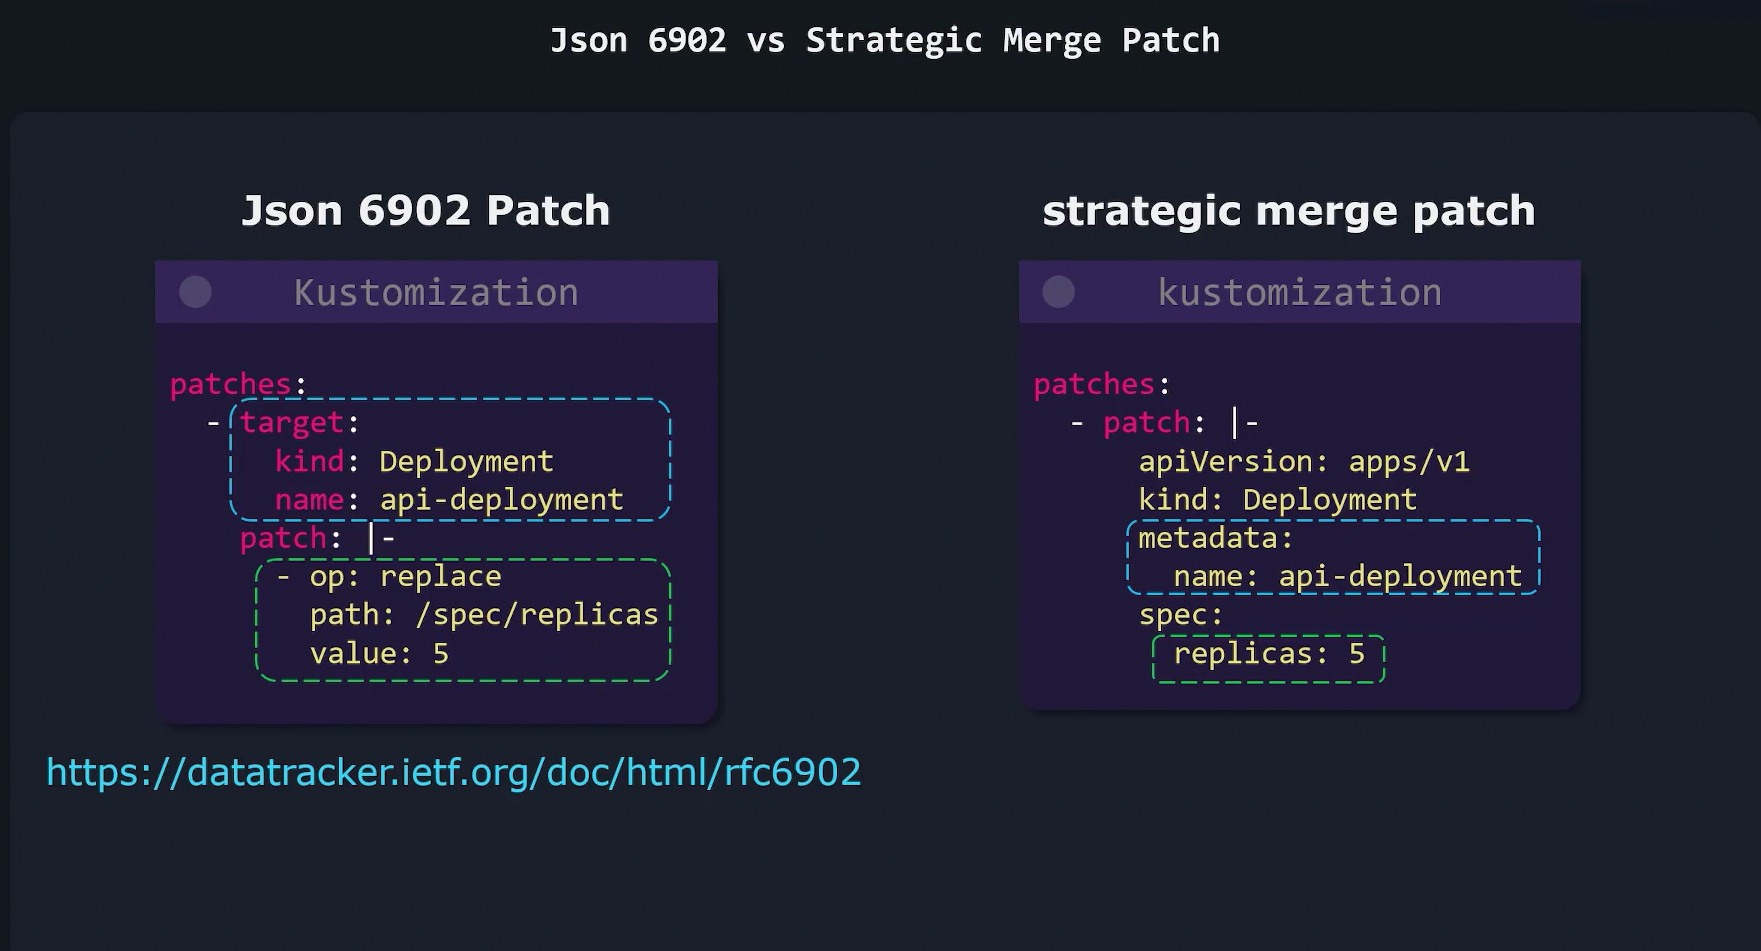 Json 6902 vs Strategic Merge Patch
Json 6902 Patch
Kustomization
patches:
  - target:
      kind: Deployment
      name: api-deployment
    patch: |-
      - op: replace
        path: /spec/replicas
        value: 5
https://datatracker.ietf.org/doc/html/rfc6902
strategic merge patch
kustomization
patches:
  - patch: |-
      apiVersion: apps/v1
      kind: Deployment
      metadata:
        name: api-deployment
      spec:
        replicas: 5